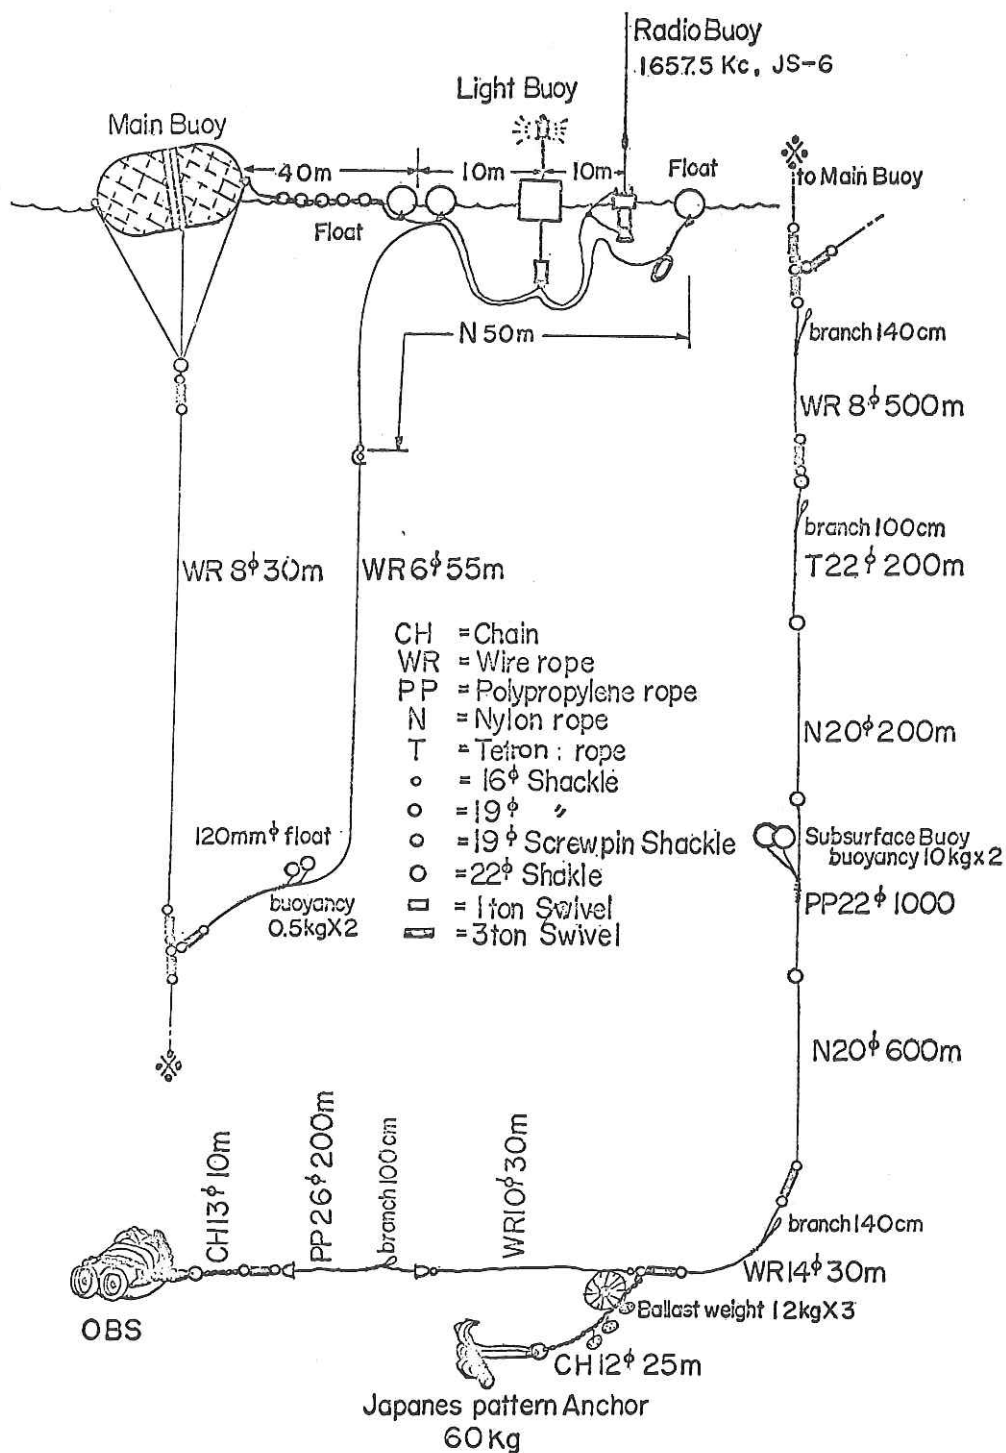 Radio Buoy
1657.5 Kc, JS-6
Light Buoy
Main Buoy
40m
10m
10m
Float
to Main Buoy
Float
N 50m
branch 140cm
WR 8ϕ 500m
branch 100cm
T22ϕ 200m
WR 8ϕ 30m
WR 6ϕ 55m
CH = Chain
WR = Wire rope
PP = Polypropylene rope
N = Nylon rope
T = Tetron : rope
= 16ϕ Shackle
= 19ϕ 〃
= 19ϕ Screwpin Shackle
= 22ϕ Shakle
= 1ton Swivel
= 3ton Swivel
N20ϕ 200m
120mmϕ float
buoyancy
0.5kgX2
Subsurface Buoy
buoyancy 10kgx2
PP22ϕ 1000
N20ϕ 600m
CH13ϕ 10m
PP26ϕ 200m
branch 100cm
WR10ϕ 30m
branch 140cm
WR14ϕ 30m
OBS
Ballast weight 12kgX3
CH 12ϕ 25m
Japanes pattern Anchor
60Kg